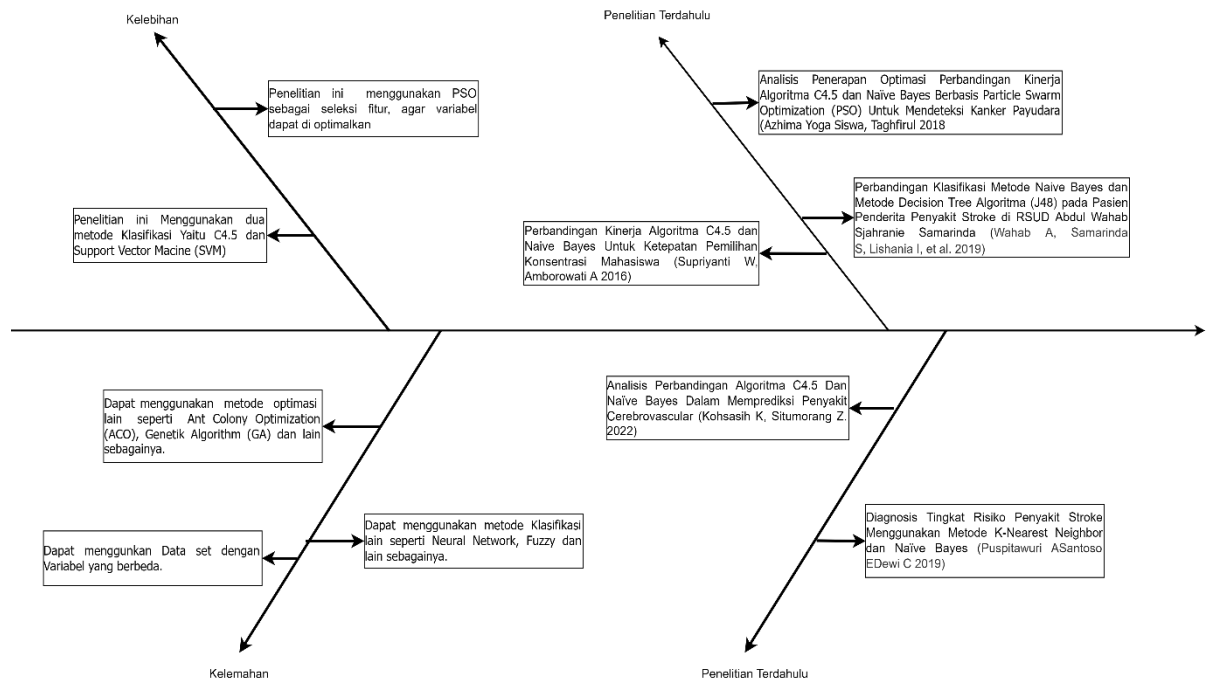 Kelebihan
Penelitian ini menggunakan PSO
sebagai seleksi fitur, agar variabel
dapat di optimalkan
Penelitian ini Menggunakan dua
metode Klasifikasi Yaitu C4.5 dan
Support Vector Macine (SVM)
Penelitian Terdahulu
Analisis Penerapan Optimasi Perbandingan Kinerja
Algoritma C4.5 dan Naïve Bayes Berbasis Particle Swarm
Optimization (PSO) Untuk Mendeteksi Kanker Payudara
(Azhima Yoga Siswa, Taghfirul 2018
Perbandingan Klasifikasi Metode Naive Bayes dan
Metode Decision Tree Algoritma (J48) pada Pasien
Penderita Penyakit Stroke di RSUD Abdul Wahab
Sjahranie Samarinda (Wahab A, Samarinda
S, Lishania I, et al. 2019)
Perbandingan Kinerja Algoritma C4.5 dan
Naive Bayes Untuk Ketepatan Pemilihan
Konsentrasi Mahasiswa (Supriyanti W,
Amborowati A 2016)
Dapat menggunakan metode optimasi
lain seperti Ant Colony Optimization
(ACO), Genetik Algorithm (GA) dan lain
sebagainya.
Dapat menggunakan metode Klasifikasi
lain seperti Neural Network, Fuzzy dan
lain sebagainya.
Dapat menggunkan Data set dengan
Variabel yang berbeda.
Kelemahan
Analisis Perbandingan Algoritma C4.5 Dan
Naïve Bayes Dalam Memprediksi Penyakit
Cerebrovascular (Kohsasih K, Situmorang Z.
2022)
Diagnosis Tingkat Risiko Penyakit Stroke
Menggunakan Metode K-Nearest Neighbor
dan Naïve Bayes (Puspitawuri ASantoso
EDewi C 2019)
Penelitian Terdahulu